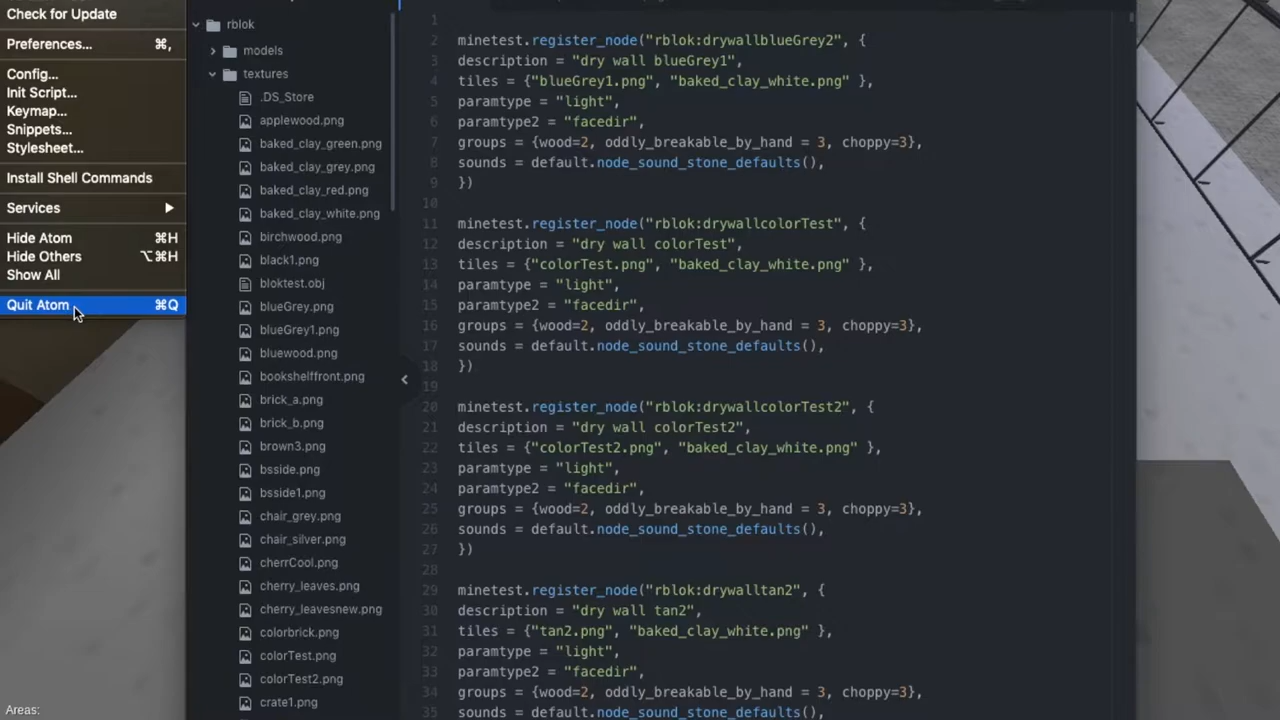 Check for Update
Preferences... ⌘,
Config...
Init Script...
Keymap...
Snippets...
Stylesheet...
Install Shell Commands
Services
Hide Atom ⌘H
Hide Others ⌥⌘H
Show All
Quit Atom ⌘Q
Areas:
rblok
models
textures
.DS_Store
applewood.png
baked_clay_green.png
baked_clay_grey.png
baked_clay_red.png
baked_clay_white.png
birchwood.png
black1.png
bloktest.obj
blueGrey.png
blueGrey1.png
bluewood.png
bookshelffront.png
brick_a.png
brick_b.png
brown3.png
bsside.png
bsside1.png
chair_grey.png
chair_silver.png
cherrCool.png
cherry_leaves.png
cherry_leavesnew.png
colorbrick.png
colorTest.png
colorTest2.png
crate1.png
1
2 minetest.register_node("rblok:drywallblueGrey2", {
3 description = "dry wall blueGrey1",
4 tiles = {"blueGrey1.png", "baked_clay_white.png" },
5 paramtype = "light",
6 paramtype2 = "facedir",
7 groups = {wood=2, oddly_breakable_by_hand = 3, choppy=3},
8 sounds = default.node_sound_stone_defaults(),
9 })
10
11 minetest.register_node("rblok:drywallcolorTest", {
12 description = "dry wall colorTest",
13 tiles = {"colorTest.png", "baked_clay_white.png" },
14 paramtype = "light",
15 paramtype2 = "facedir",
16 groups = {wood=2, oddly_breakable_by_hand = 3, choppy=3},
17 sounds = default.node_sound_stone_defaults(),
18 })
19
20 minetest.register_node("rblok:drywallcolorTest2", {
21 description = "dry wall colorTest2",
22 tiles = {"colorTest2.png", "baked_clay_white.png" },
23 paramtype = "light",
24 paramtype2 = "facedir",
25 groups = {wood=2, oddly_breakable_by_hand = 3, choppy=3},
26 sounds = default.node_sound_stone_defaults(),
27 })
28
29 minetest.register_node("rblok:drywalltan2", {
30 description = "dry wall tan2",
31 tiles = {"tan2.png", "baked_clay_white.png" },
32 paramtype = "light",
33 paramtype2 = "facedir",
34 groups = {wood=2, oddly_breakable_by_hand = 3, choppy=3},
35 sounds = default.node_sound_stone_defaults(),